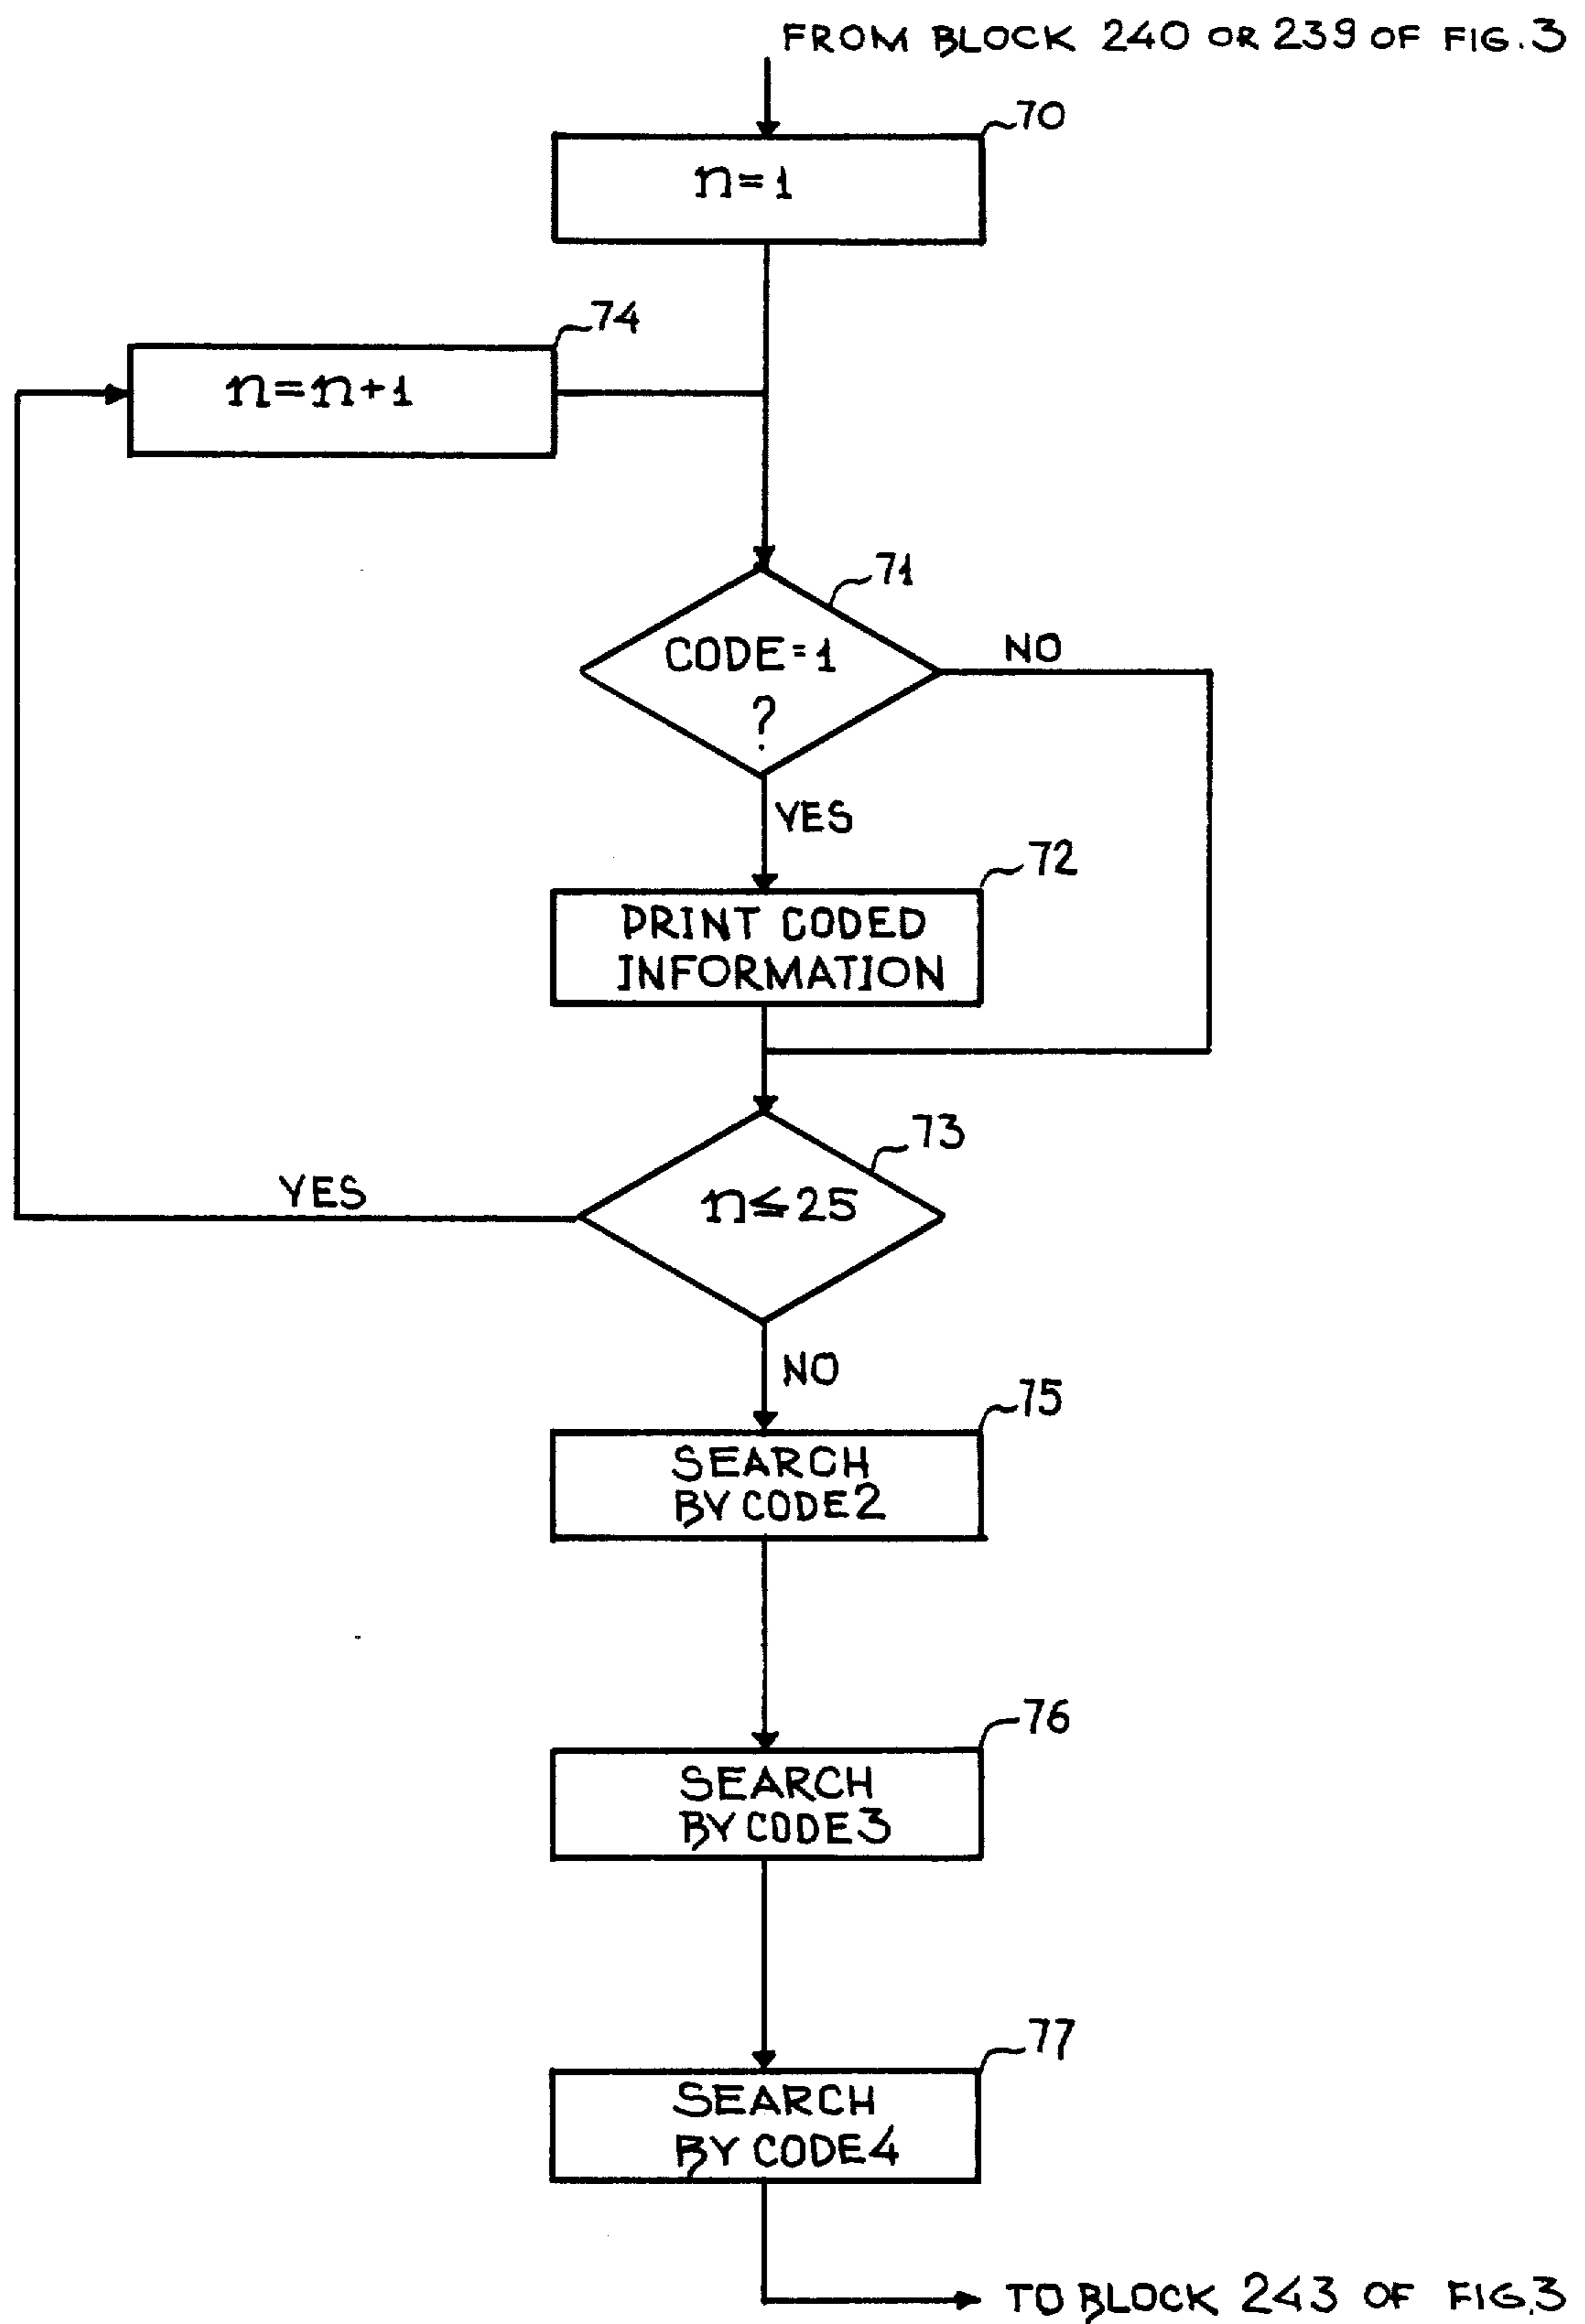 FROM BLOCK 240 OR 239 OF FIG.3
70
n=1
74
n=n+1
71
CODE=1
?
NO
YES
72
PRINT CODED
INFORMATION
73
n≤25
YES
NO
75
SEARCH
BY CODE2
76
SEARCH
BY CODE3
77
SEARCH
BY CODE4
TO BLOCK 243 OF FIG.3